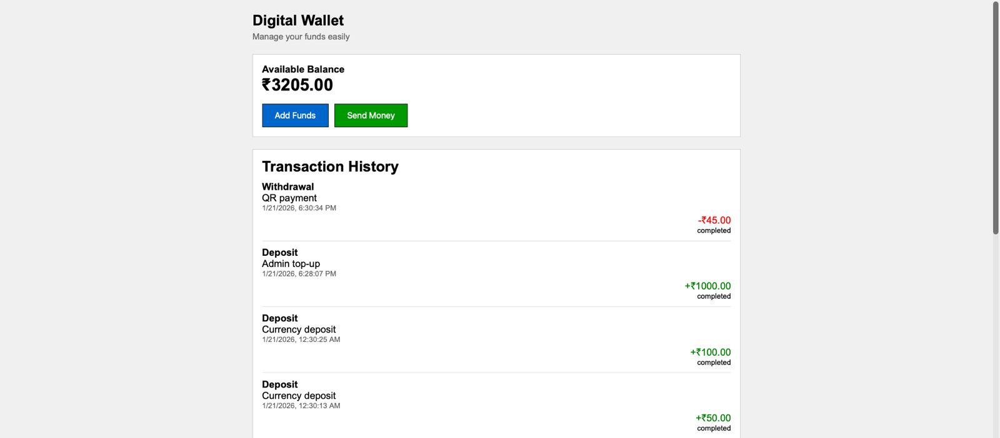 Digital Wallet
Manage your funds easily
Available Balance
₹3205.00
Add Funds
Send Money
Transaction History
Withdrawal
QR payment
1/21/2026, 6:30:34 PM
-₹45.00
completed
Deposit
Admin top-up
1/21/2026, 6:28:07 PM
+₹1000.00
completed
Deposit
Currency deposit
1/21/2026, 12:30:25 AM
+₹100.00
completed
Deposit
Currency deposit
1/21/2026, 12:30:13 AM
+₹50.00
completed